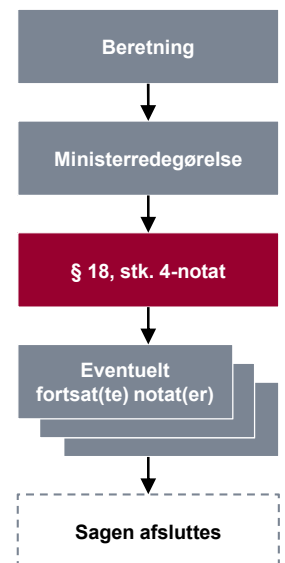 Beretning
Ministerredegørelse
§ 18, stk. 4-notat
Eventuelt
fortsat(te) notat(er)
Sagen afsluttes